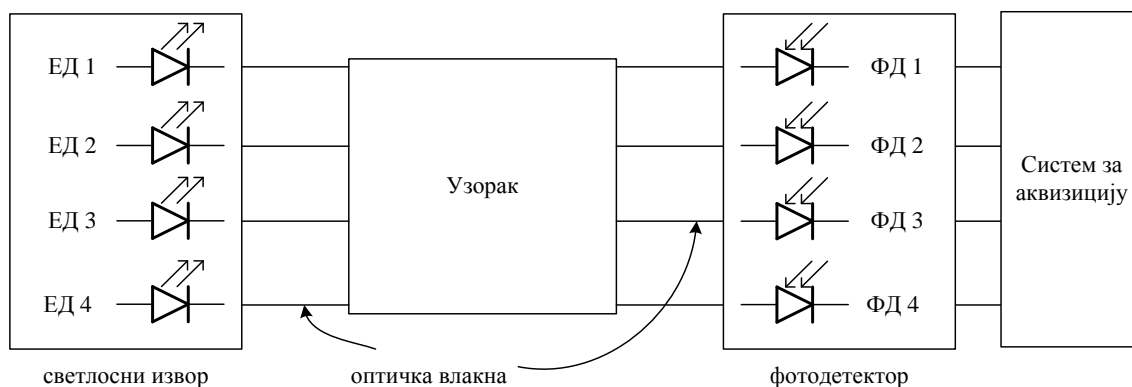 ЕД 1
ЕД 2
ЕД 3
ЕД 4
светлосни извор
Узорак
оптичка влакна
ФД 1
ФД 2
ФД 3
ФД 4
фотодетектор
Систем за
аквизицију